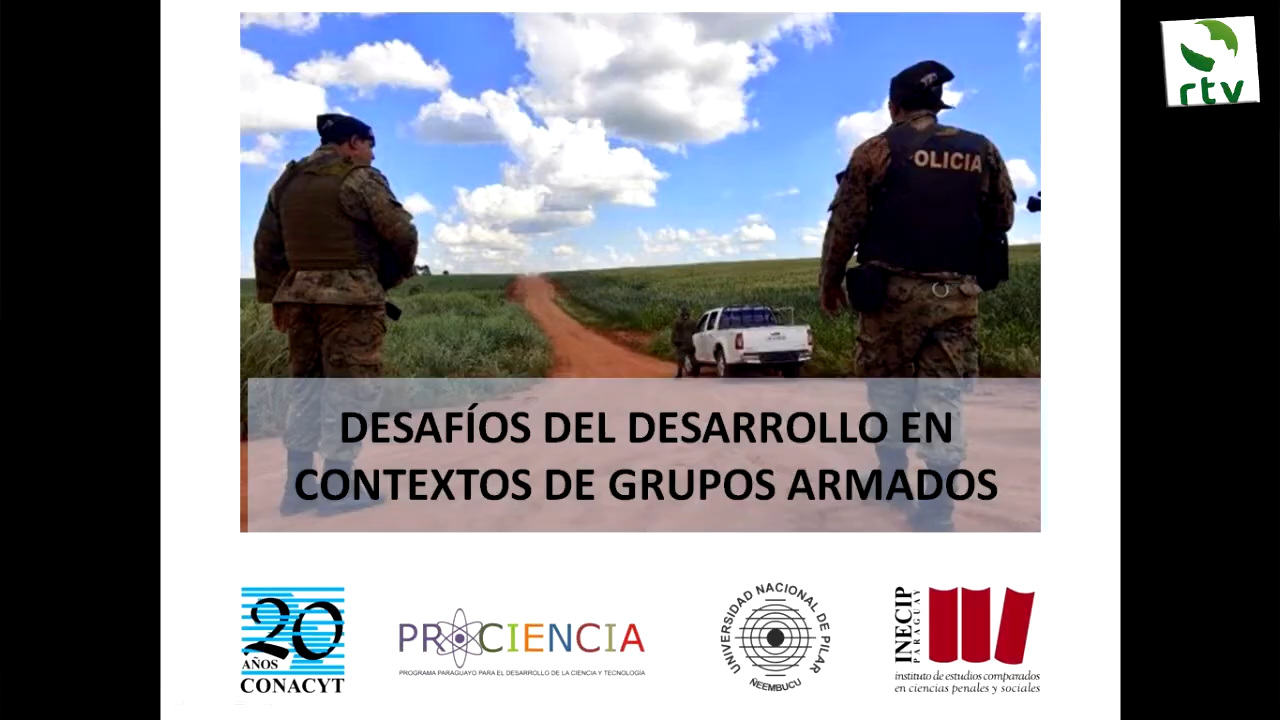 rtv
OLICIA
DESAFÍOS DEL DESARROLLO EN
CONTEXTOS DE GRUPOS ARMADOS
20
AÑOS
CONACYT
PROCIENCIA
PROGRAMA PARAGUAYO PARA EL DESARROLLO DE LA CIENCIA Y TECNOLOGÍA
UNIVERSIDAD NACIONAL DE PILAR
ÑEEMBUCU
INECIP
PARAGUAY
instituto de estudios comparados
en ciencias penales y sociales